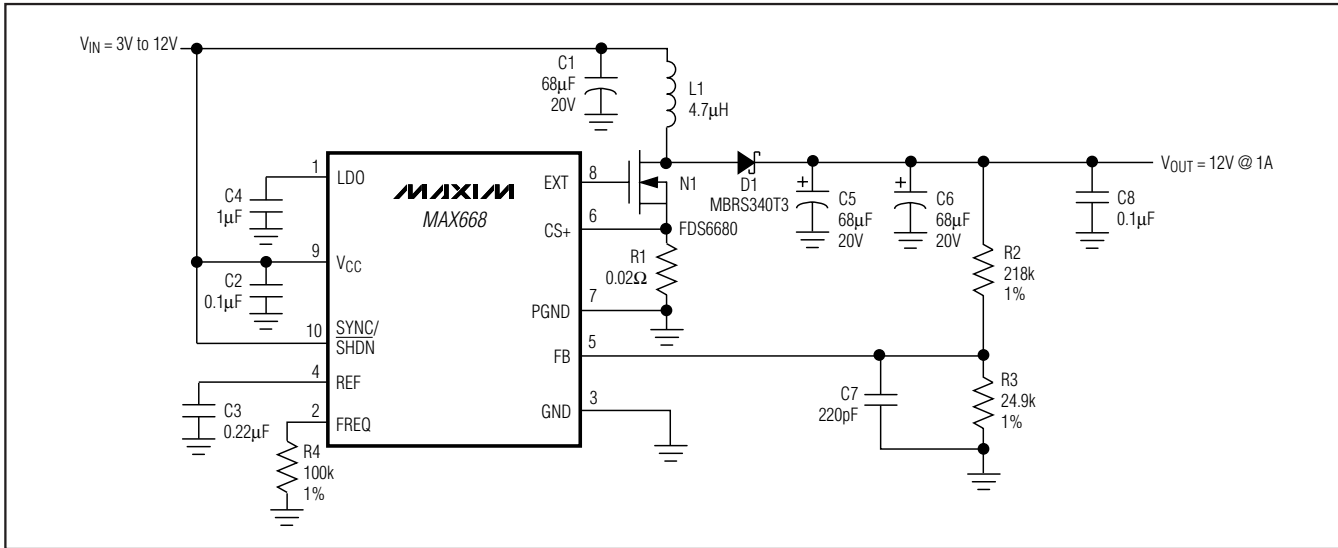 V_IN = 3V to 12V
C1
68μF
20V
L1
4.7μH
1
LDO
MAXIM
MAX668
EXT
8
N1
FDS6680
D1
MBRS340T3
V_OUT = 12V @ 1A
+
C5
68μF
20V
+
C6
68μF
20V
C8
0.1μF
C4
1μF
CS+
6
R1
0.02Ω
R2
218k
1%
9
V_CC
C2
0.1μF
PGND
7
10
SYNC/
SHDN
FB
5
4
REF
C3
0.22μF
C7
220pF
R3
24.9k
1%
GND
3
2
FREQ
R4
100k
1%